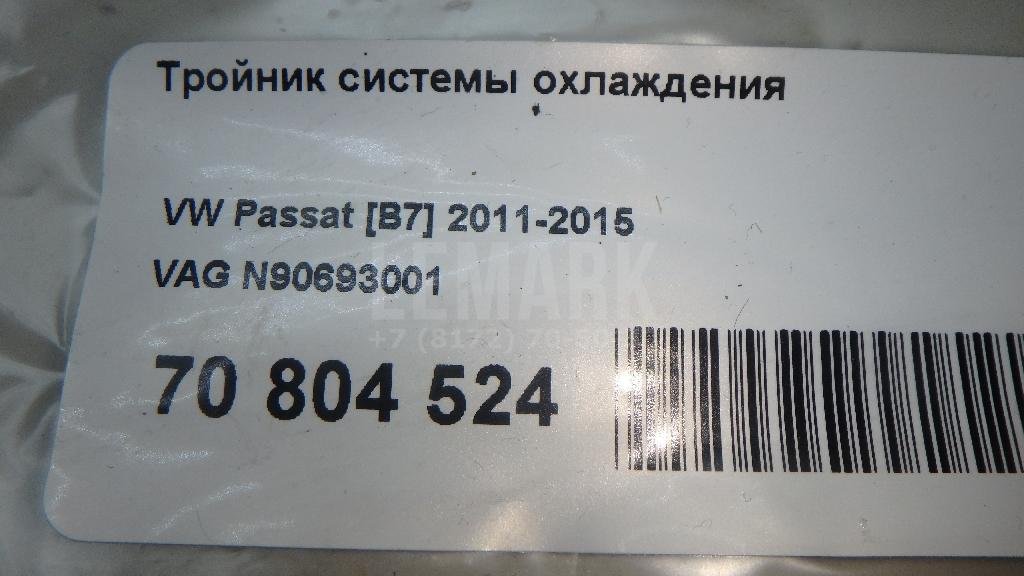 Тройник системы охлаждения
VW Passat [B7] 2011-2015
VAG N90693001
LEMARK
70 804 524